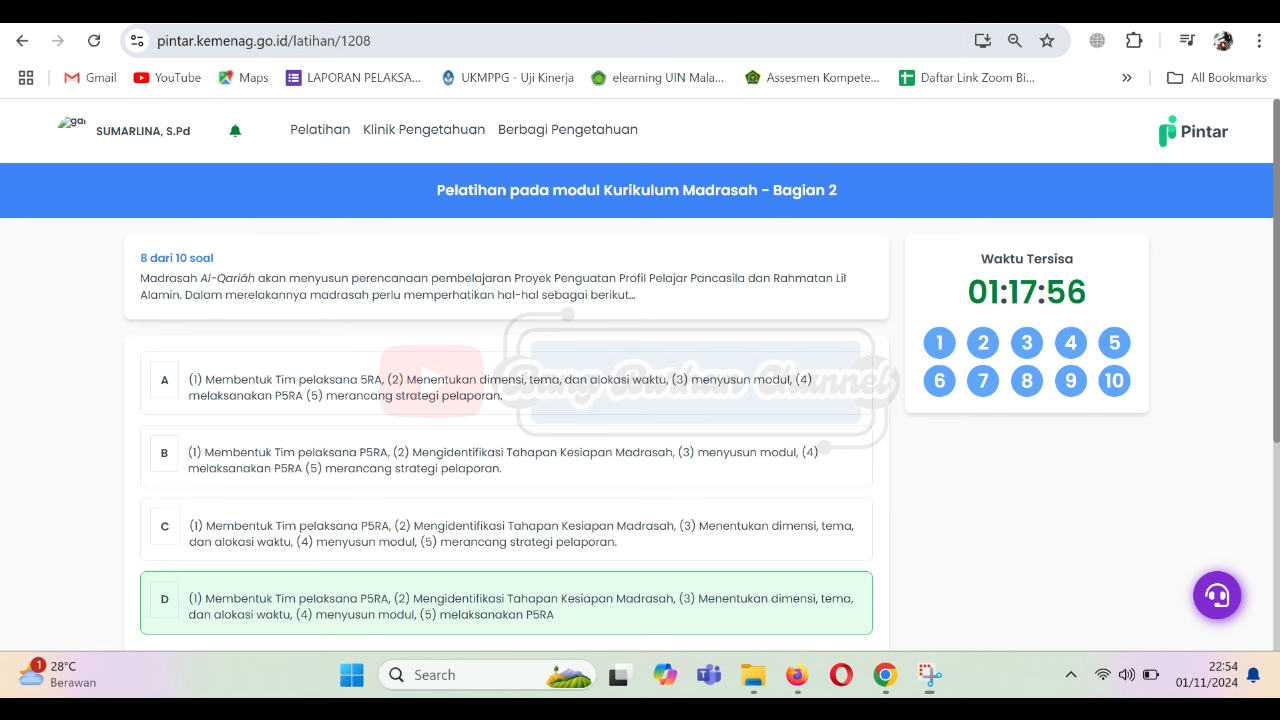 pintar.kemenag.go.id/latihan/1208
Gmail
YouTube
Maps
LAPORAN PELAKSA...
UKMPPG - Uji Kinerja
elearning UIN Mala...
Assesmen Kompete...
Daftar Link Zoom Bi...
»
All Bookmarks
gai
SUMARLINA, S.Pd
Pelatihan
Klinik Pengetahuan
Berbagi Pengetahuan
Pintar
Pelatihan pada modul Kurikulum Madrasah - Bagian 2
8 dari 10 soal
Madrasah Al-Qariáh akan menyusun perencanaan pembelajaran Proyek Penguatan Profil Pelajar Pancasila dan Rahmatan Lil
Alamin. Dalam merelakannya madrasah perlu memperhatikan hal-hal sebagai berikut...
Waktu Tersisa
01:17:56
1 2 3 4 5
6 7 8 9 10
Bang Buthan Channel
A
(1) Membentuk Tim pelaksana 5RA, (2) Menentukan dimensi, tema, dan alokasi waktu, (3) menyusun modul, (4)
melaksanakan P5RA (5) merancang strategi pelaporan.
B
(1) Membentuk Tim pelaksana P5RA, (2) Mengidentifikasi Tahapan Kesiapan Madrasah, (3) menyusun modul, (4)
melaksanakan P5RA (5) merancang strategi pelaporan.
C
(1) Membentuk Tim pelaksana P5RA, (2) Mengidentifikasi Tahapan Kesiapan Madrasah, (3) Menentukan dimensi, tema,
dan alokasi waktu, (4) menyusun modul, (5) merancang strategi pelaporan.
D
(1) Membentuk Tim pelaksana P5RA, (2) Mengidentifikasi Tahapan Kesiapan Madrasah, (3) Menentukan dimensi, tema,
dan alokasi waktu, (4) menyusun modul, (5) melaksanakan P5RA
1
28°C
Berawan
Search
22:54
01/11/2024